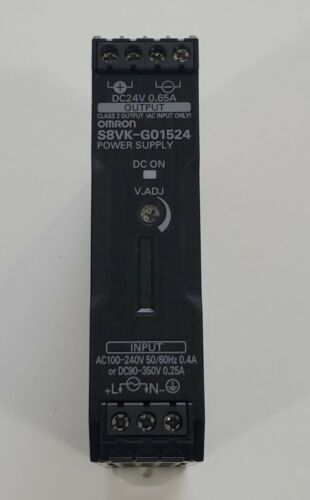 + −
DC24V 0.65A
OUTPUT
CLASS 2 OUTPUT (AC INPUT ONLY)
OMRON
S8VK-G01524
POWER SUPPLY
DC ON
V.ADJ
INPUT
AC100-240V 50/60Hz 0.4A
or DC90-350V 0.25A
+L N−